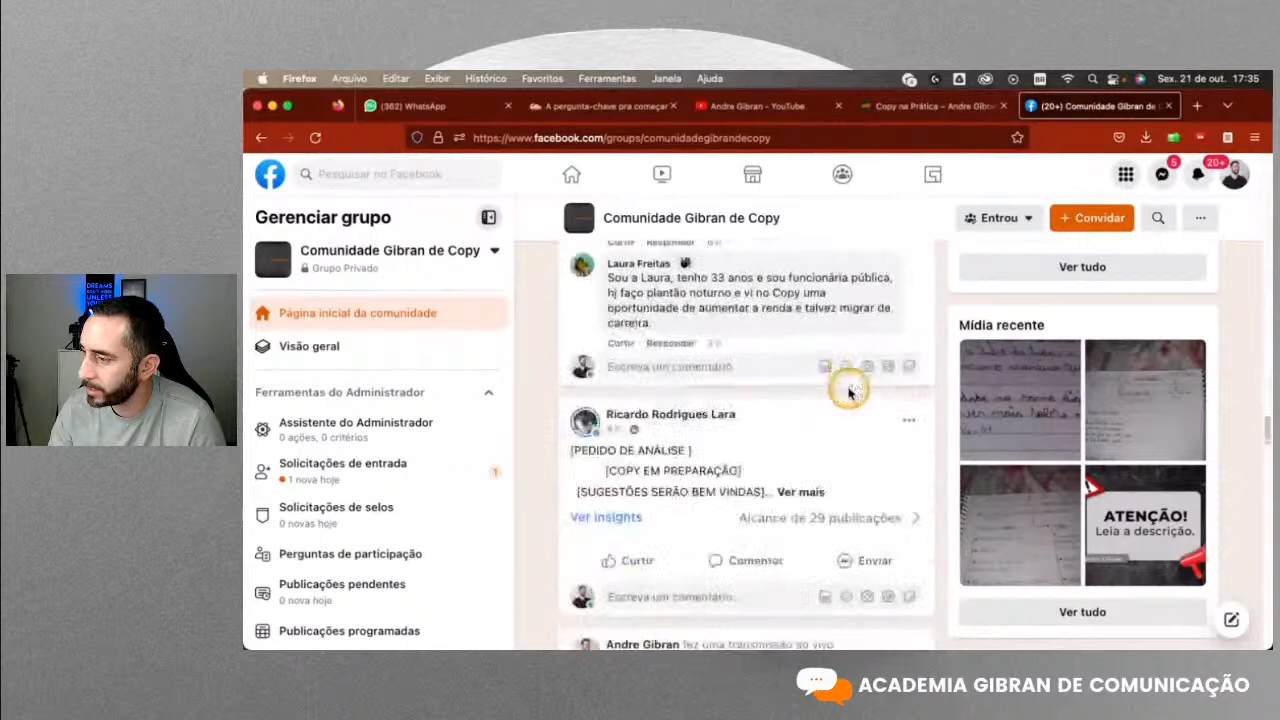 Firefox Arquivo Editar Exibir Histórico Favoritos Ferramentas Janela Ajuda
BR
Sex. 21 de out. 17:35
(362) WhatsApp
A pergunta-chave pra começar
Andre Gibran - YouTube
Copy na Prática – Andre Gibra
(20+) Comunidade Gibran de C
https://www.facebook.com/groups/comunidadegibrandecopy
Pesquisar no Facebook
5
20+
Gerenciar grupo
Comunidade Gibran de Copy
Grupo Privado
Página inicial da comunidade
Visão geral
Ferramentas do Administrador
Assistente do Administrador
0 ações, 0 critérios
Solicitações de entrada
1 nova hoje
1
Solicitações de selos
0 novas hoje
Perguntas de participação
Publicações pendentes
0 nova hoje
Publicações programadas
Comunidade Gibran de Copy
Entrou
+ Convidar
Curtir Responder
Laura Freitas
Sou a Laura, tenho 33 anos e sou funcionária pública,
hj faço plantão noturno e vi no Copy uma
oportunidade de aumentar a renda e talvez migrar de
carreira.
Curtir Responder
Escreva um comentário...
Ricardo Rodrigues Lara
[PEDIDO DE ANÁLISE ]
[COPY EM PREPARAÇÃO]
[SUGESTÕES SERÃO BEM VINDAS]... Ver mais
Ver insights
Alcance de 29 publicações
Curtir
Comentar
Enviar
Escreva um comentário...
Andre Gibran fez uma transmissão ao vivo
Ver tudo
Mídia recente
ATENÇÃO!
Leia a descrição.
Ver tudo
DREAMS
ACADEMIA GIBRAN DE COMUNICAÇÃO